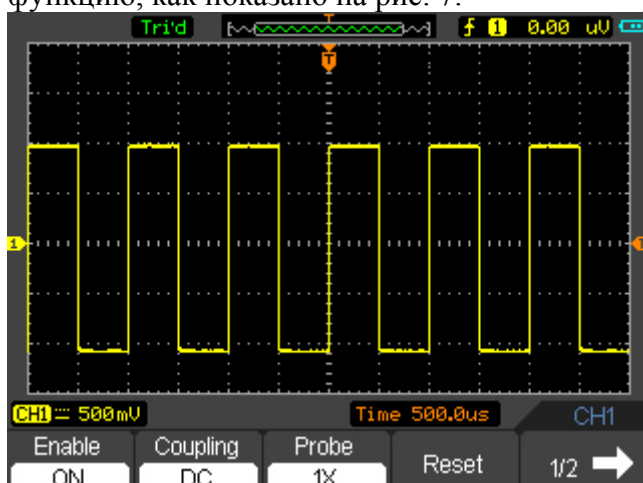 функцию, как показано на рис. 7.
Tri'd T f 1 0.00 uV
T
1 T
CH1 500mV Time 500.0us CH1
Enable Coupling Probe Reset 1/2
ON DC 1X